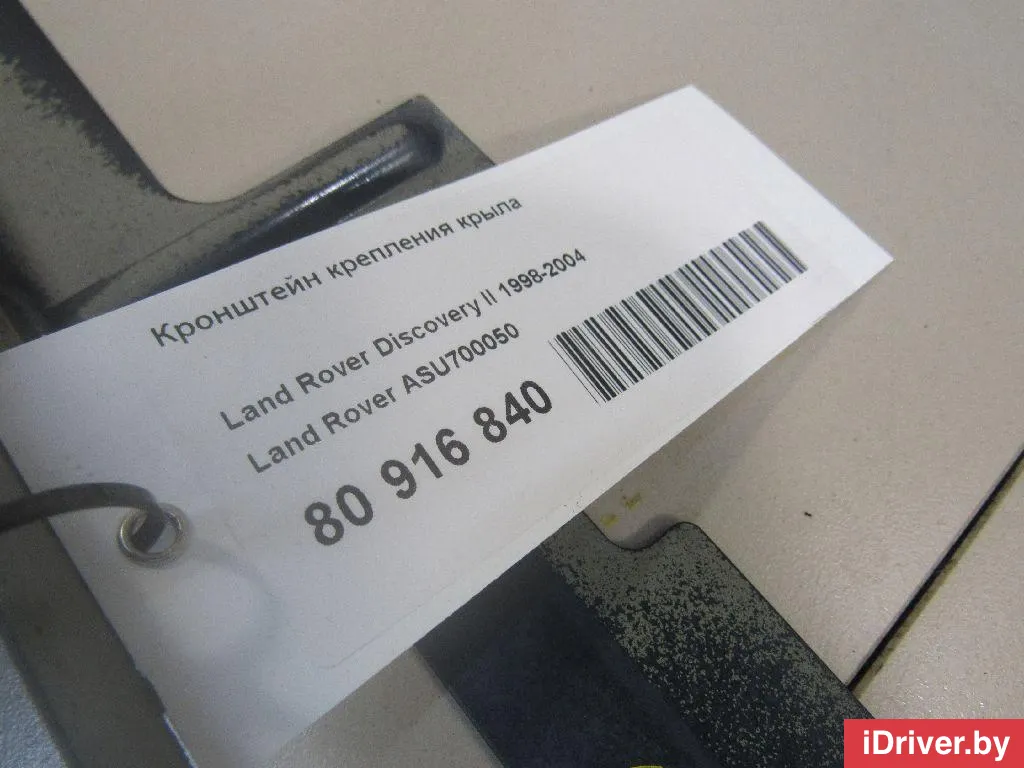 Кронштейн крепления крыла
Land Rover Discovery II 1998-2004
Land Rover ASU700050
80 916 840
iDriver.by